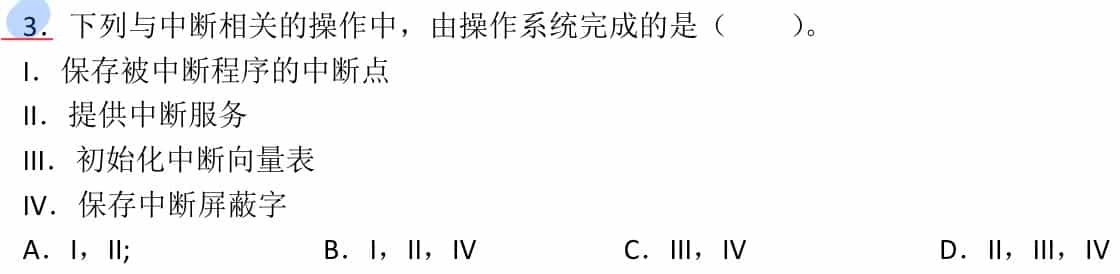 3． 下列与中断相关的操作中，由操作系统完成的是（　　）。
I．保存被中断程序的中断点
II．提供中断服务
III．初始化中断向量表
IV．保存中断屏蔽字
A．I，II; B．I，II，IV C．III，IV D．II，III，IV